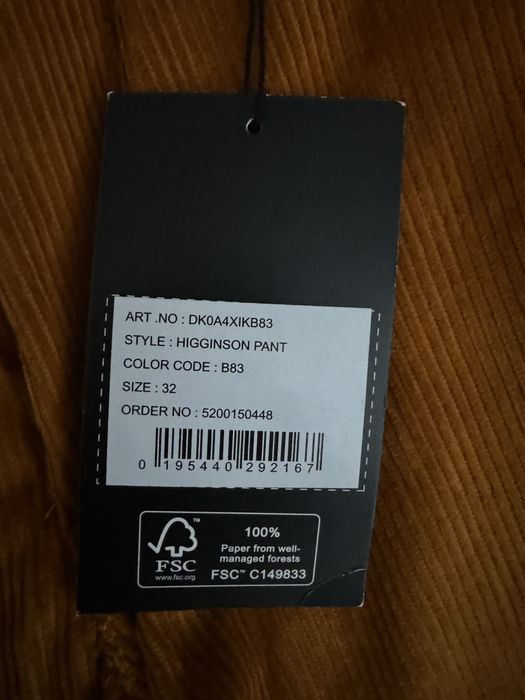 ART .NO : DK0A4XIKB83
STYLE : HIGGINSON PANT
COLOR CODE : B83
SIZE : 32
ORDER NO : 5200150448
0 195440 292167
FSC
www.fsc.org
100%
Paper from well-
managed forests
FSC™ C149833